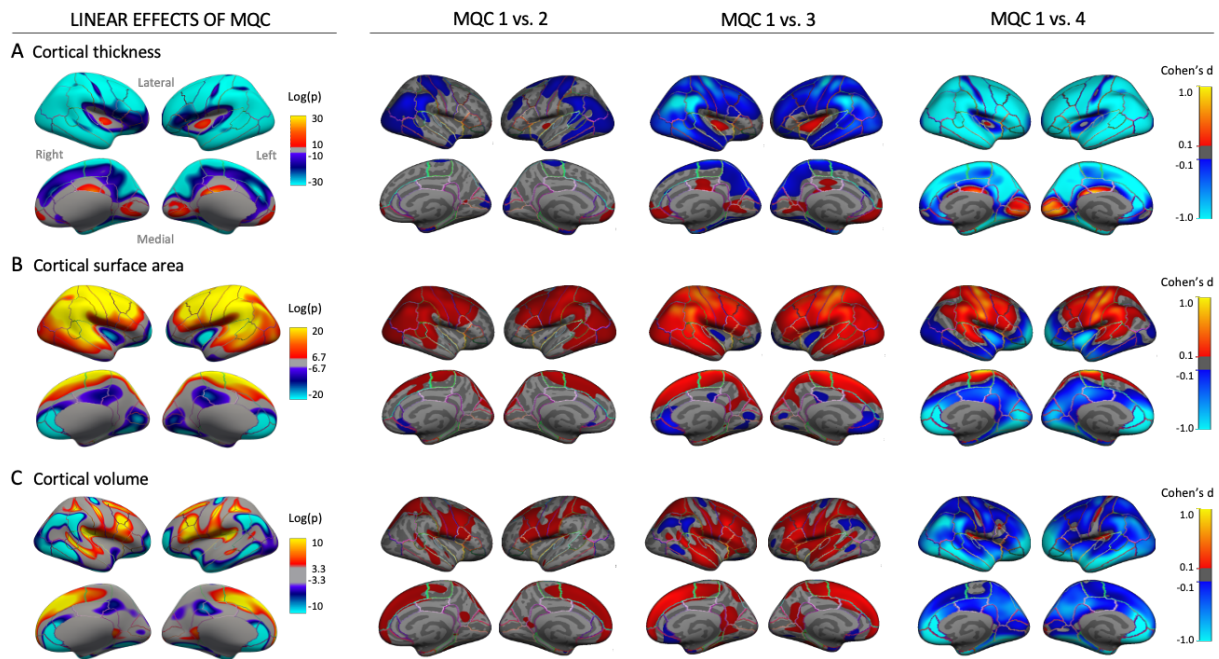 LINEAR EFFECTS OF MQC
MQC 1 vs. 2
MQC 1 vs. 3
MQC 1 vs. 4
A Cortical thickness
Lateral
Right
Left
Medial
Log(p)
30
10
-10
-30
Cohen's d
1.0
0.1
-0.1
-1.0
B Cortical surface area
Log(p)
20
6.7
-6.7
-20
Cohen's d
1.0
0.1
-0.1
-1.0
C Cortical volume
Log(p)
10
3.3
-3.3
-10
Cohen's d
1.0
0.1
-0.1
-1.0